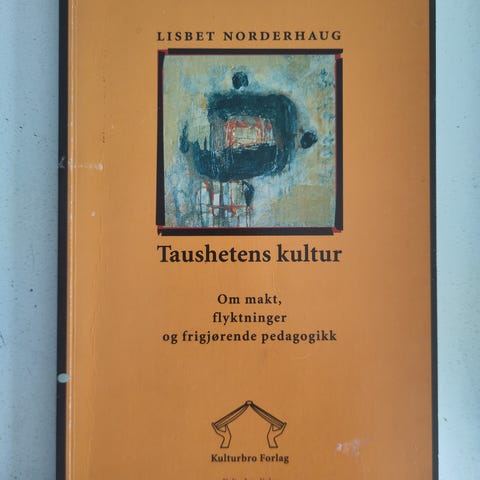 LISBET NORDERHAUG
Taushetens kultur
Om makt,
flyktninger
og frigjørende pedagogikk
Kulturbro Forlag